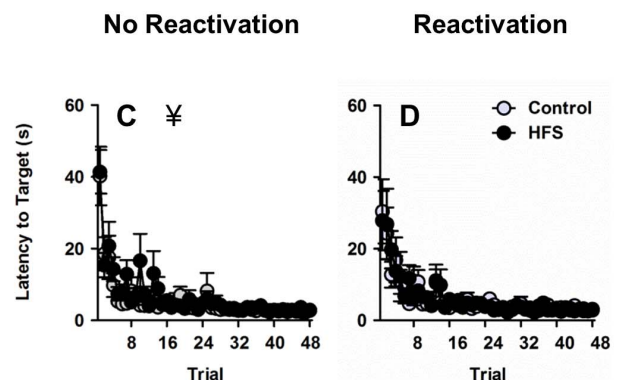 No Reactivation
Reactivation
Latency to Target (s)
60
40
20
0
C ¥
8 16 24 32 40 48
Trial
60
40
20
0
D
Control
HFS
8 16 24 32 40 48
Trial